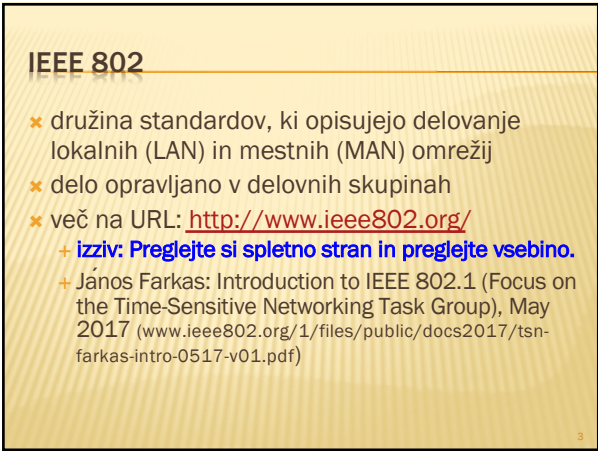 IEEE 802
× družina standardov, ki opisujejo delovanje
lokalnih (LAN) in mestnih (MAN) omrežij
× delo opravljano v delovnih skupinah
× več na URL: http://www.ieee802.org/
+ izziv: Preglejte si spletno stran in preglejte vsebino.
+ János Farkas: Introduction to IEEE 802.1 (Focus on
the Time-Sensitive Networking Task Group), May
2017 (www.ieee802.org/1/files/public/docs2017/tsn-
farkas-intro-0517-v01.pdf)
3